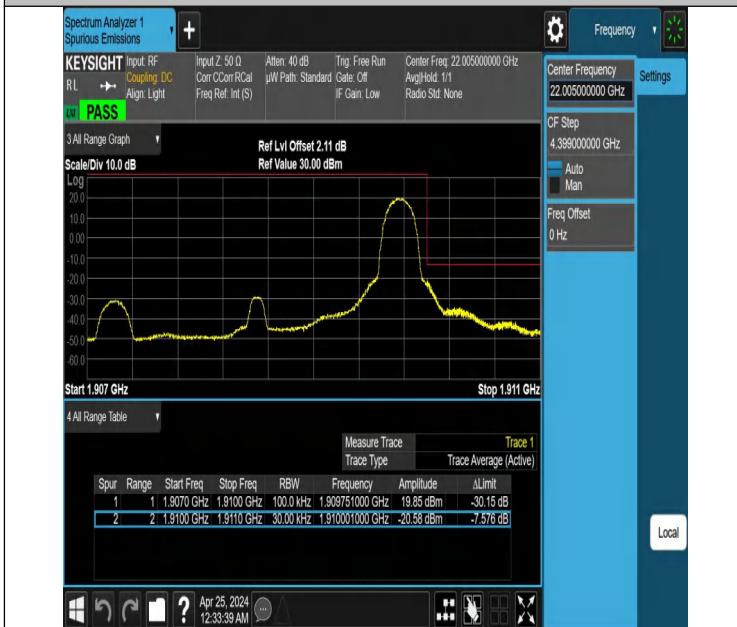 Spectrum Analyzer 1
Spurious Emissions
+
Frequency
KEYSIGHT
RL
Input: RF
Coupling: DC
Align: Light
Input Z: 50 Ω
Corr CCorr RCal
Freq Ref: Int (S)
Atten: 40 dB
µW Path: Standard
Trig: Free Run
Gate: Off
IF Gain: Low
Center Freq: 22.005000000 GHz
Avg|Hold: 1/1
Radio Std: None
PASS
Center Frequency
22.005000000 GHz
Settings
CF Step
4.399000000 GHz
Auto
Man
Freq Offset
0 Hz
3 All Range Graph
Scale/Div 10.0 dB
Ref Lvl Offset 2.11 dB
Ref Value 30.00 dBm
Log
20.0
10.0
0.00
-10.0
-20.0
-30.0
-40.0
-50.0
-60.0
Start 1.907 GHz
Stop 1.911 GHz
4 All Range Table
Measure Trace Trace 1
Trace Type Trace Average (Active)
Spur Range Start Freq Stop Freq RBW Frequency Amplitude ΔLimit
1 1 1.9070 GHz 1.9100 GHz 100.0 kHz 1.909751000 GHz 19.85 dBm -30.15 dB
2 2 1.9100 GHz 1.9110 GHz 30.00 kHz 1.910001000 GHz -20.58 dBm -7.576 dB
Local
?
Apr 25, 2024
12:33:39 AM